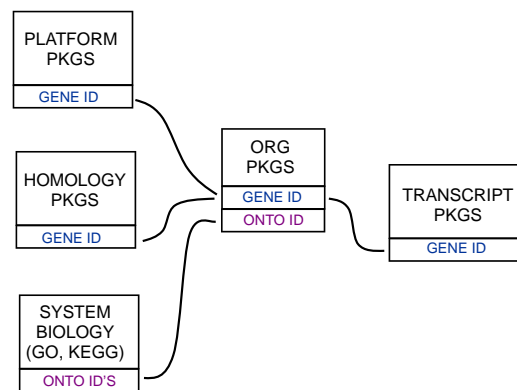 PLATFORM
PKGS
GENE ID
HOMOLOGY
PKGS
GENE ID
SYSTEM
BIOLOGY
(GO, KEGG)
ONTO ID'S
ORG
PKGS
GENE ID
ONTO ID
TRANSCRIPT
PKGS
GENE ID